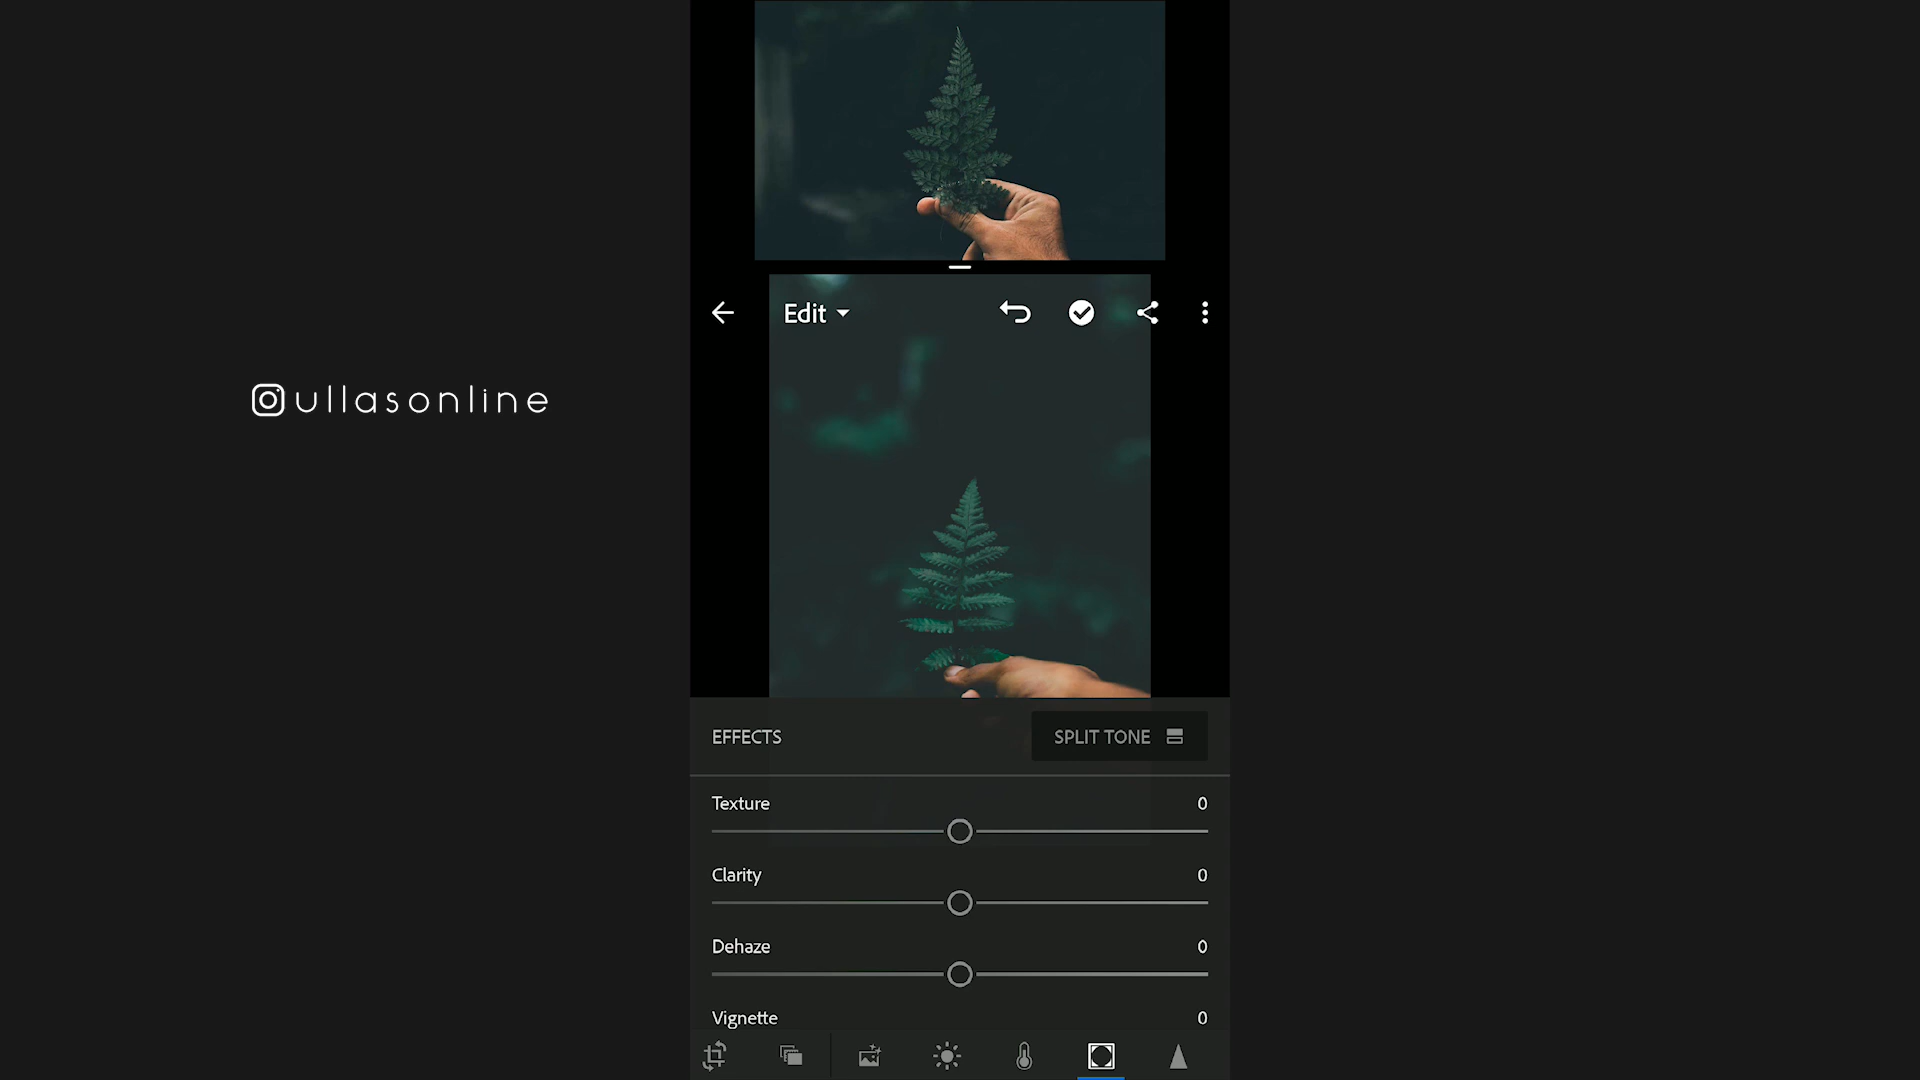 Edit
ullasonline
EFFECTS
SPLIT TONE
Texture 0
Clarity 0
Dehaze 0
Vignette 0